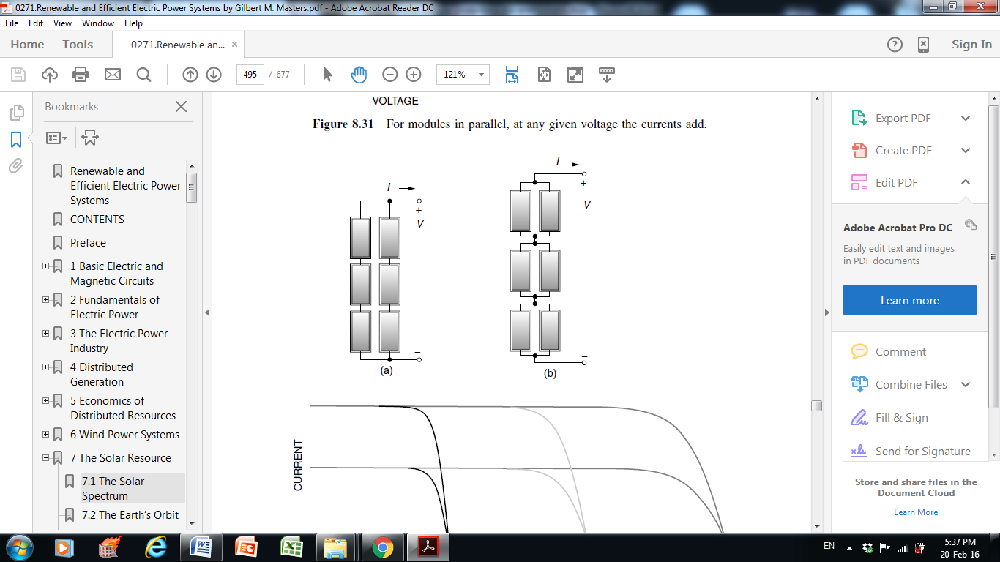 0271.Renewable and Efficient Electric Power Systems by Gilbert M. Masters.pdf - Adobe Acrobat Reader DC
File Edit View Window Help
Home Tools 0271.Renewable an... × Sign In
495 / 677 121%
Bookmarks
Renewable and
Efficient Electric Power
Systems
CONTENTS
Preface
1 Basic Electric and
Magnetic Circuits
2 Fundamentals of
Electric Power
3 The Electric Power
Industry
4 Distributed
Generation
5 Economics of
Distributed Resources
6 Wind Power Systems
7 The Solar Resource
7.1 The Solar
Spectrum
7.2 The Earth's Orbit
VOLTAGE
Figure 8.31 For modules in parallel, at any given voltage the currents add.
I
+
V
–
(a)
I
+
V
–
(b)
CURRENT
Export PDF
Create PDF
Edit PDF
Adobe Acrobat Pro DC
Easily edit text and images
in PDF documents
Learn more
Comment
Combine Files
Fill & Sign
Send for Signature
Store and share files in the
Document Cloud
Learn More
EN
5:37 PM
20-Feb-16